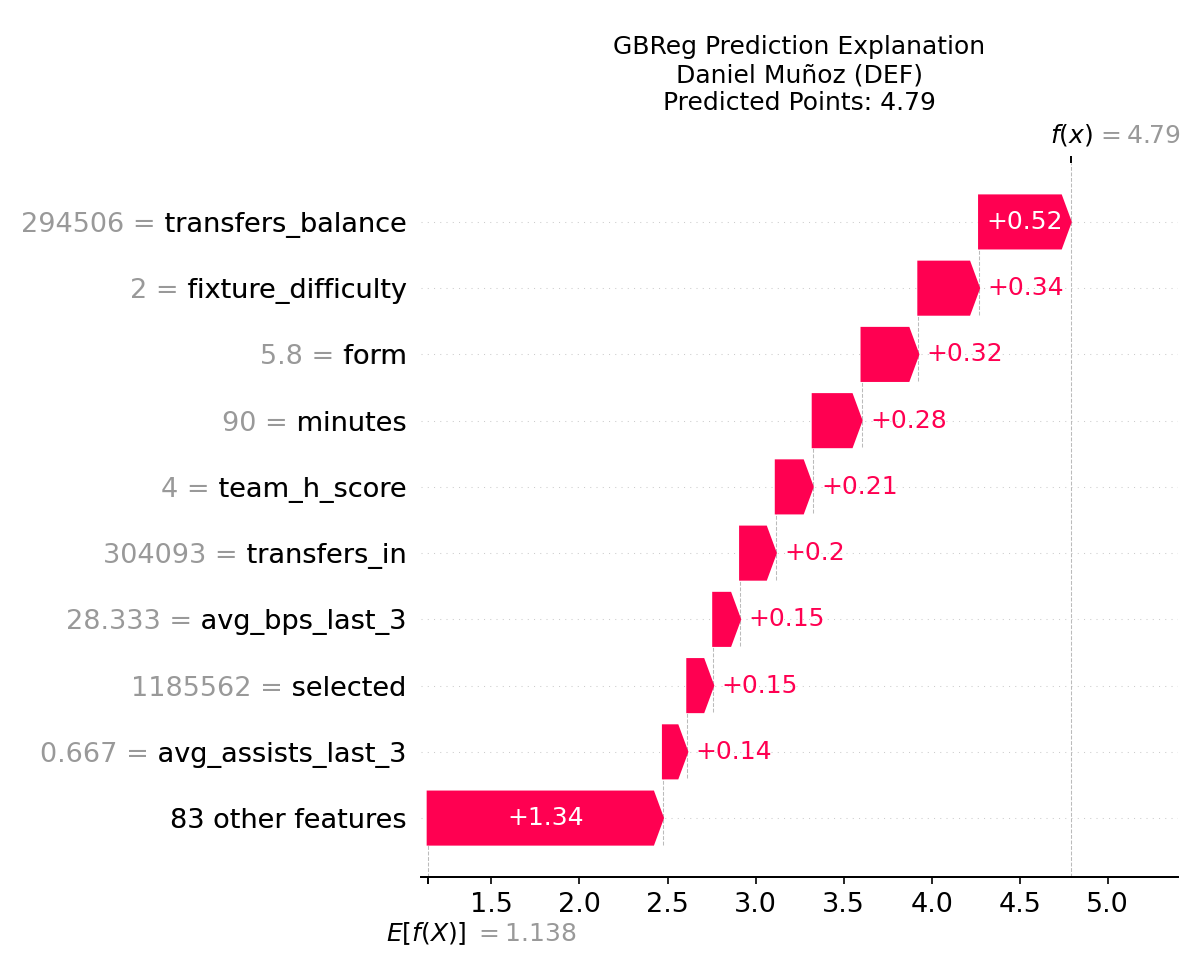 GBReg Prediction Explanation
Daniel Muñoz (DEF)
Predicted Points: 4.79
f(x) = 4.79
294506 = transfers_balance
+0.52
2 = fixture_difficulty
+0.34
5.8 = form
+0.32
90 = minutes
+0.28
4 = team_h_score
+0.21
304093 = transfers_in
+0.2
28.333 = avg_bps_last_3
+0.15
1185562 = selected
+0.15
0.667 = avg_assists_last_3
+0.14
83 other features
+1.34
1.5 2.0 2.5 3.0 3.5 4.0 4.5 5.0
E[f(X)] = 1.138